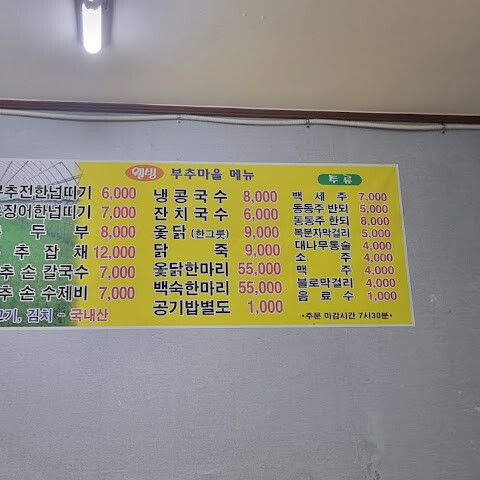 옛날 부추마을 메뉴
추전한넙띠기 6,000
징어한넙띠기 7,000
두 부 8,000
추 잡 채 12,000
추 손 칼국수 7,000
추 손 수제비 7,000
고기, 김치 - 국내산
냉 콩 국 수 8,000
잔 치 국 수 6,000
옻닭 (한그릇) 9,000
닭 죽 9,000
옻닭한마리 55,000
백숙한마리 55,000
공기밥별도 1,000
주 류
백 세 주 7,000
동동주 반되 5,000
동동주 한되 8,000
복분자막걸리 5,000
대나무통술 4,000
소 주 4,000
맥 주 4,000
불로막걸리 4,000
음 료 수 1,000
•주문 마감시간 7시30분•